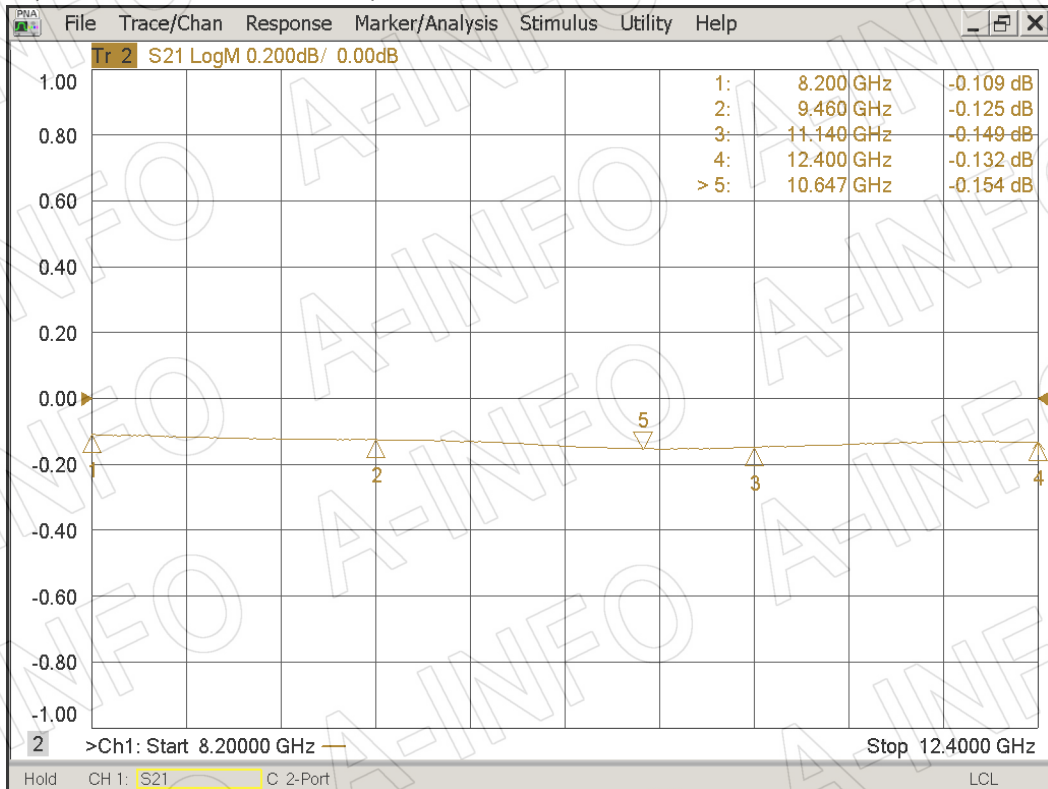 PNA File Trace/Chan Response Marker/Analysis Stimulus Utility Help
Tr 2 S21 LogM 0.200dB/ 0.00dB
1: 8.200 GHz -0.109 dB
2: 9.460 GHz -0.125 dB
3: 11.140 GHz -0.149 dB
4: 12.400 GHz -0.132 dB
> 5: 10.647 GHz -0.154 dB
1.00
0.80
0.60
0.40
0.20
0.00
-0.20
-0.40
-0.60
-0.80
-1.00
5
1
2
3
4
2 >Ch1: Start 8.20000 GHz Stop 12.4000 GHz
Hold CH 1: S21 C 2-Port LCL
A-INFO
A-INFO
A-INFO
A-INFO
A-INFO
A-INFO